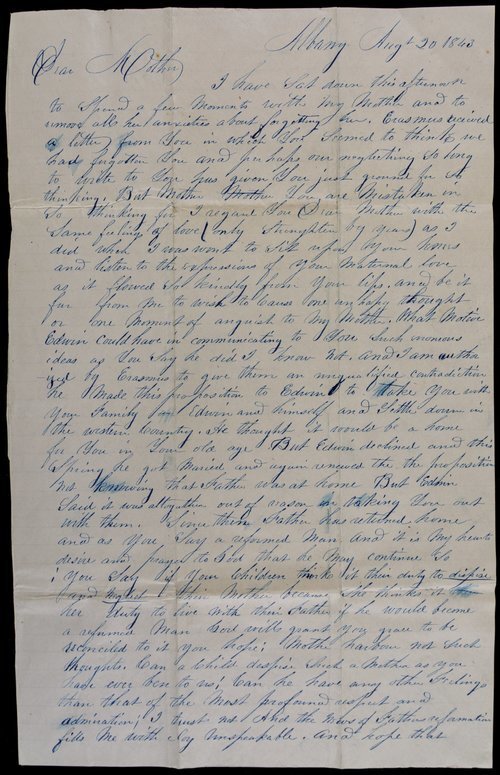 Albany Augt 20 1843
Dear Mother
I have Sat down this afternoon
to Spend a few Moments with My Mother and to
remove all her anxieties about forgetting her. Erasmus received
a letter from You in which You Seemed to think we
had forgotten You and perhaps our neglecting So long
to write to You has given You just ground for So
thinking. But Mother You are Mistaken in
So thinking for I regard You Dear Mother with the
Same feeling of love (only Strengthen by years) as I
did when I was wont to Sit upon Your knees
and listen to the expressions of Your Maternal love
as it flowed So kindly from Your lips. and be it
far from Me to wish to Cause one unhapy thought
or one Moment of anguish to My Mother. What Motive
Edwin Could have in communicating to You Such
ideas as You Say he did I know not. and I am autho
ised by Erasmus to give them an unqualified contradiction
he Made this proposition to Edwin to take You with
Your Family Edwin and himself and Settle down in
the western Country. He thought it would be a home
for You in Your old age But Edwin declined and this
Spring he got Maried and again renewed the the proposition
not knowing that Father was at home But Edwin
Said it was altogether out of reason in taking Your out
with them. Since then Father has returned home
and as You Say a reformed Man and it is My hearts
desire and prayer to God that he May continue So
; You Say if Your Children think it their duty to despise
and neglect their Mother because She thinks it
her duty to live with their Father if he would become
a reformed Man God will grant you grace to be
reconciled to it you hope; Mother harbour not Such
thoughts Can a Child despise Such a Mother as you
have ever ben to us; Can he have any other Feelings
than that of the Most profound respect and
admiration; I trust not And the News of Fathers reformation
fills Me with Joy Unspeakable. And hope that